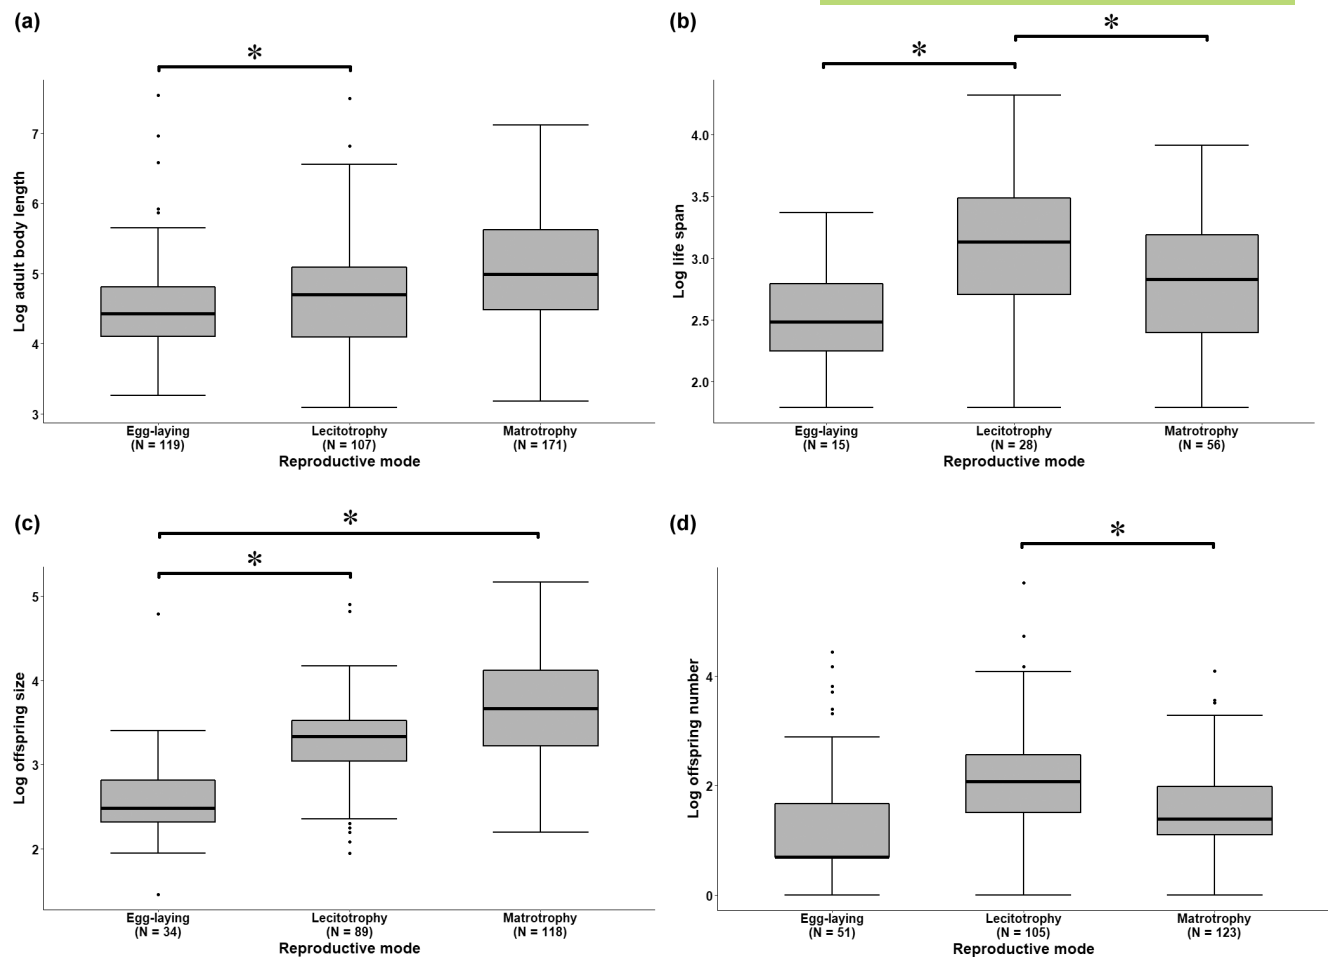 (a)
*
Log adult body length
7
6
5
4
3
Egg-laying
(N = 119)
Lecitotrophy
(N = 107)
Matrotrophy
(N = 171)
Reproductive mode
(b)
*
*
Log life span
4.0
3.5
3.0
2.5
2.0
Egg-laying
(N = 15)
Lecitotrophy
(N = 28)
Matrotrophy
(N = 56)
Reproductive mode
(c)
*
*
Log offspring size
5
4
3
2
Egg-laying
(N = 34)
Lecitotrophy
(N = 89)
Matrotrophy
(N = 118)
Reproductive mode
(d)
*
Log offspring number
4
2
0
Egg-laying
(N = 51)
Lecitotrophy
(N = 105)
Matrotrophy
(N = 123)
Reproductive mode